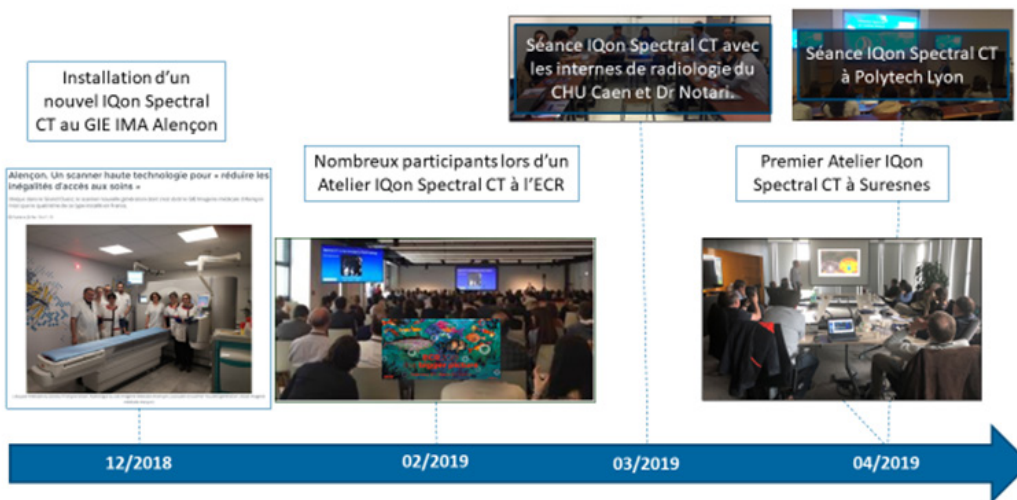 Installation d'un
nouvel IQon Spectral
CT au GIE IMA Alençon
Alençon. Un scanner haute technologie pour « réduire les
inégalités d'accès aux soins »
Nombreux participants lors d'un
Atelier IQon Spectral CT à l'ECR
Séance IQon Spectral CT avec
les internes de radiologie du
CHU Caen et Dr Notari.
Séance IQon Spectral CT
à Polytech Lyon
Premier Atelier IQon
Spectral CT à Suresnes
12/2018
02/2019
03/2019
04/2019